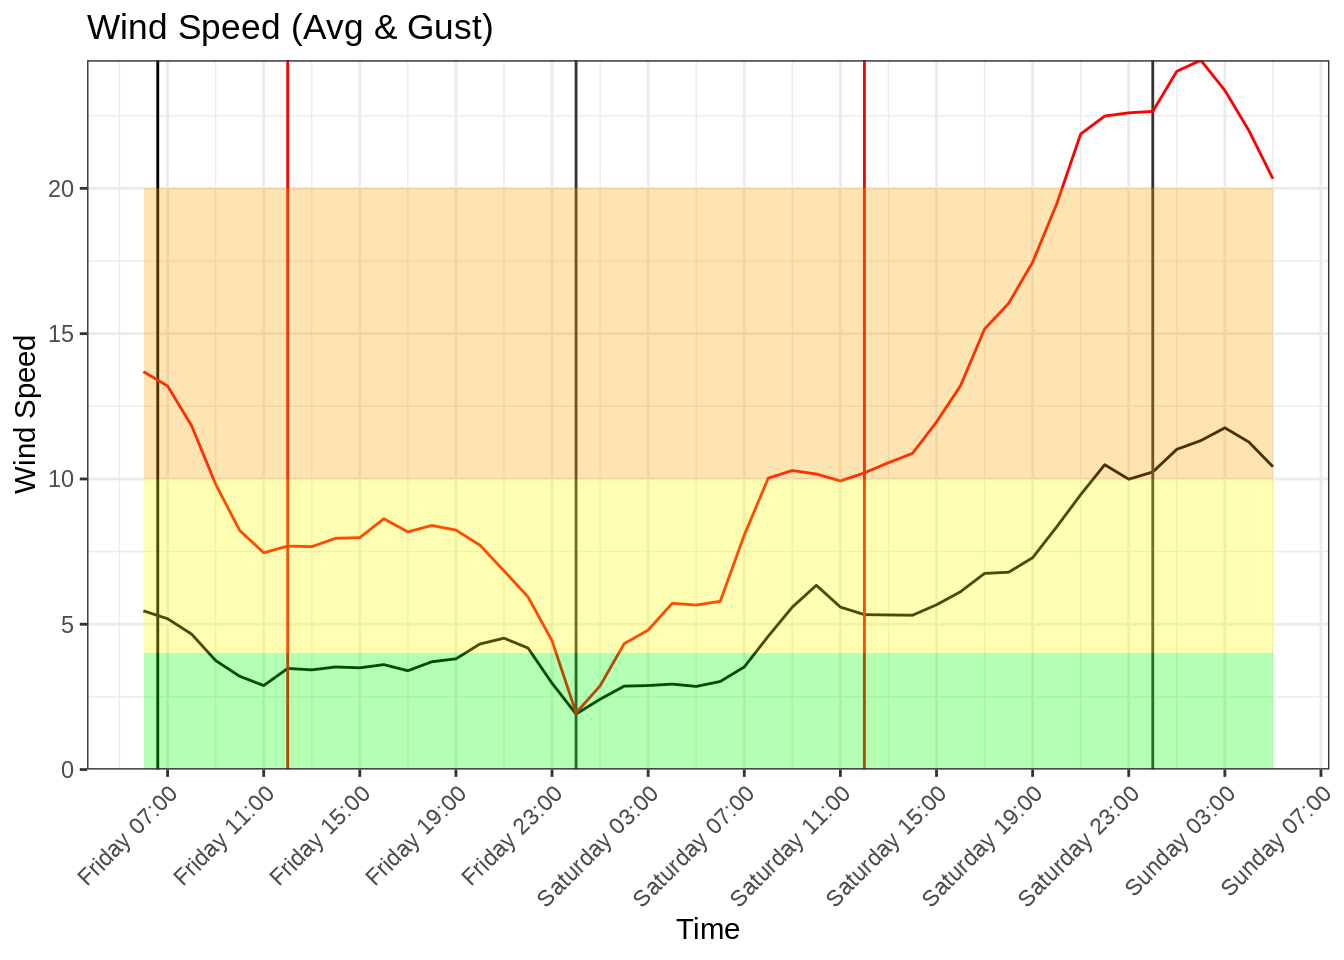 Wind Speed (Avg & Gust)
Wind Speed
20
15
10
5
0
Friday 07:00
Friday 11:00
Friday 15:00
Friday 19:00
Friday 23:00
Saturday 03:00
Saturday 07:00
Saturday 11:00
Saturday 15:00
Saturday 19:00
Saturday 23:00
Sunday 03:00
Sunday 07:00
Time